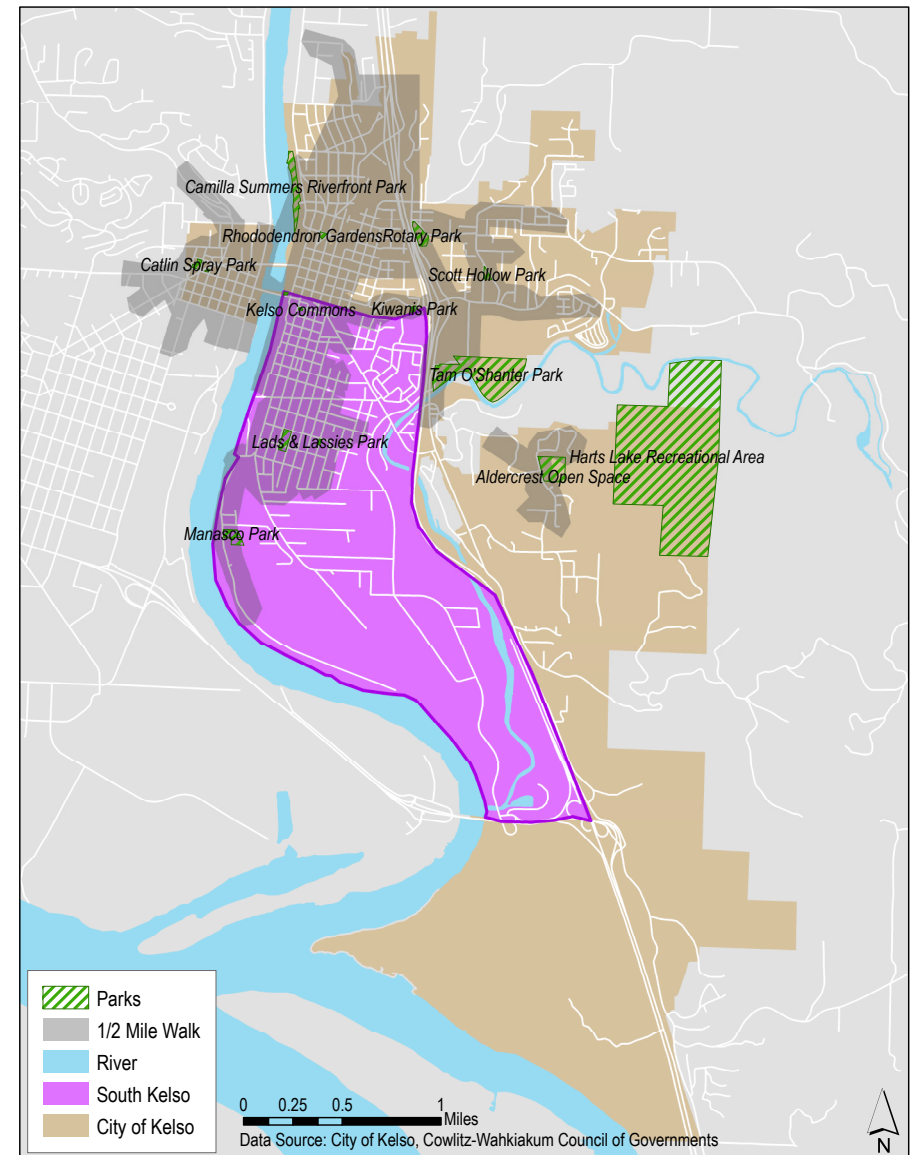 Camilla Summers Riverfront Park
Rhododendron Gardens
Rotary Park
Catlin Spray Park
Scott Hollow Park
Kelso Commons
Kiwanis Park
Tam O'Shanter Park
Lads & Lassies Park
Harts Lake Recreational Area
Aldercrest Open Space
Manasco Park
Parks
1/2 Mile Walk
River
South Kelso
City of Kelso
0 0.25 0.5 1
Miles
Data Source: City of Kelso, Cowlitz-Wahkiakum Council of Governments
N